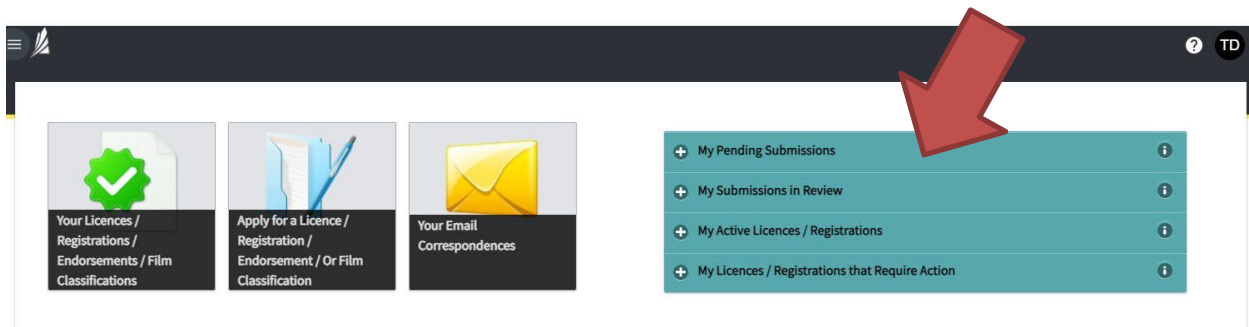 TD
Your Licences /
Registrations /
Endorsements / Film
Classifications
Apply for a Licence /
Registration /
Endorsement / Or Film
Classification
Your Email
Correspondences
My Pending Submissions
My Submissions in Review
My Active Licences / Registrations
My Licences / Registrations that Require Action